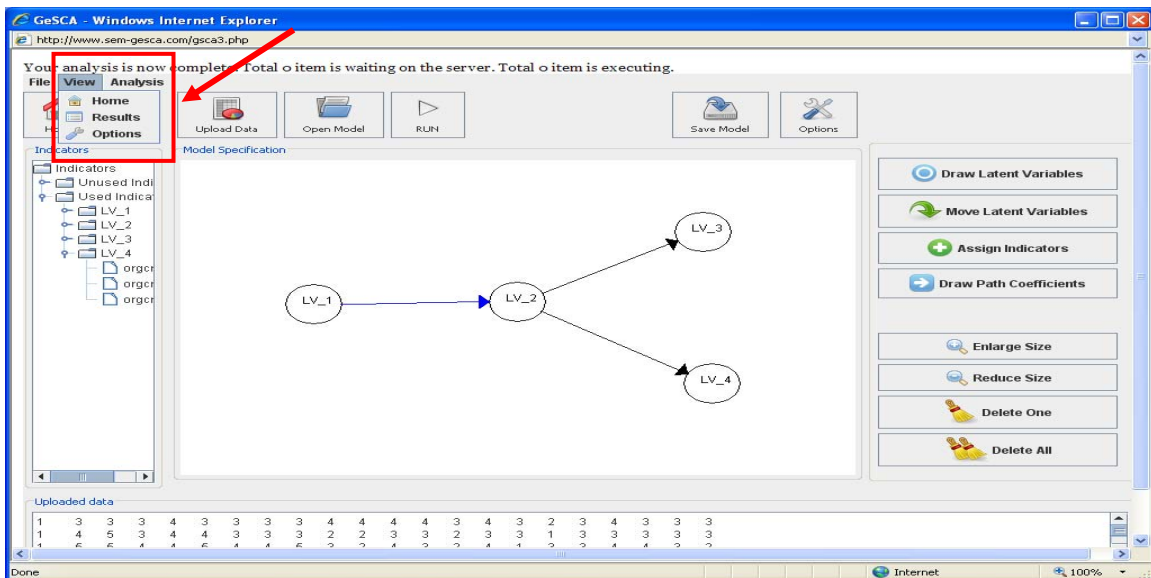 GeSCA - Windows Internet Explorer
http://www.sem-gesca.com/gsca3.php
Your analysis is now complete. Total 0 item is waiting on the server. Total 0 item is executing.
File View Analysis
Home
Results
Options
Upload Data
Open Model
RUN
Save Model
Options
Indicators
Indicators
Unused Indi
Used Indica
LV_1
LV_2
LV_3
LV_4
orgcr
orgcr
orgcr
Model Specification
LV_1
LV_2
LV_3
LV_4
Draw Latent Variables
Move Latent Variables
Assign Indicators
Draw Path Coefficients
Enlarge Size
Reduce Size
Delete One
Delete All
Uploaded data
1 3 3 3 4 3 3 3 3 4 4 4 4 3 4 3 2 3 4 3 3 3
1 4 5 3 4 4 3 3 3 2 2 3 3 2 3 3 1 3 3 3 3 3
Done
Internet
100%